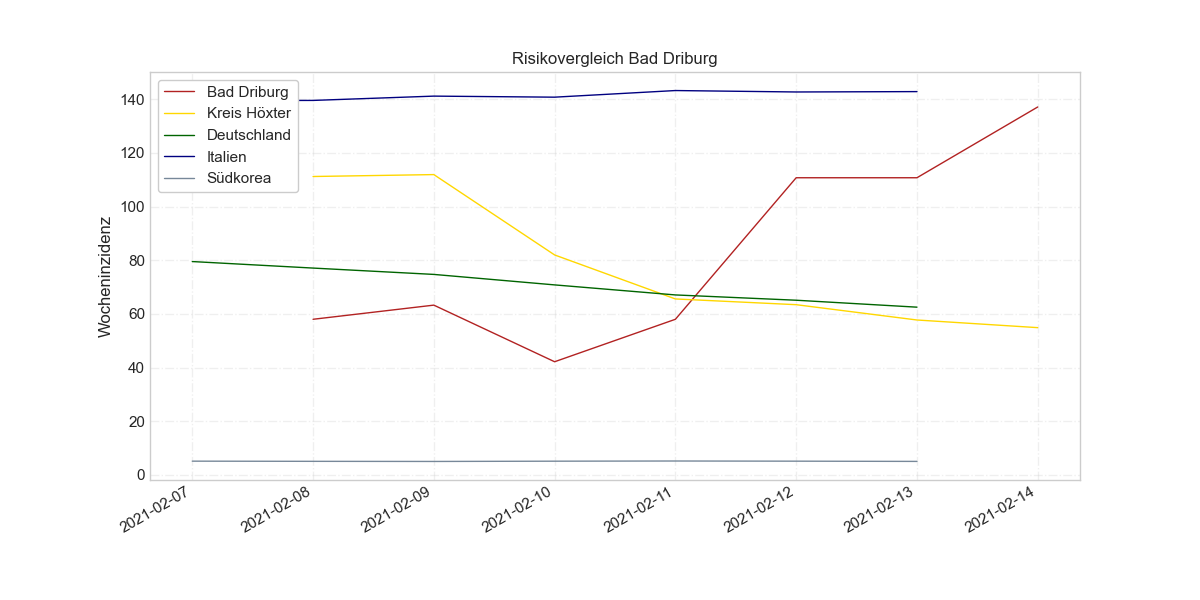 Risikovergleich Bad Driburg
Bad Driburg
Kreis Höxter
Deutschland
Italien
Südkorea
Wocheninzidenz
140
120
100
80
60
40
20
0
2021-02-07
2021-02-08
2021-02-09
2021-02-10
2021-02-11
2021-02-12
2021-02-13
2021-02-14